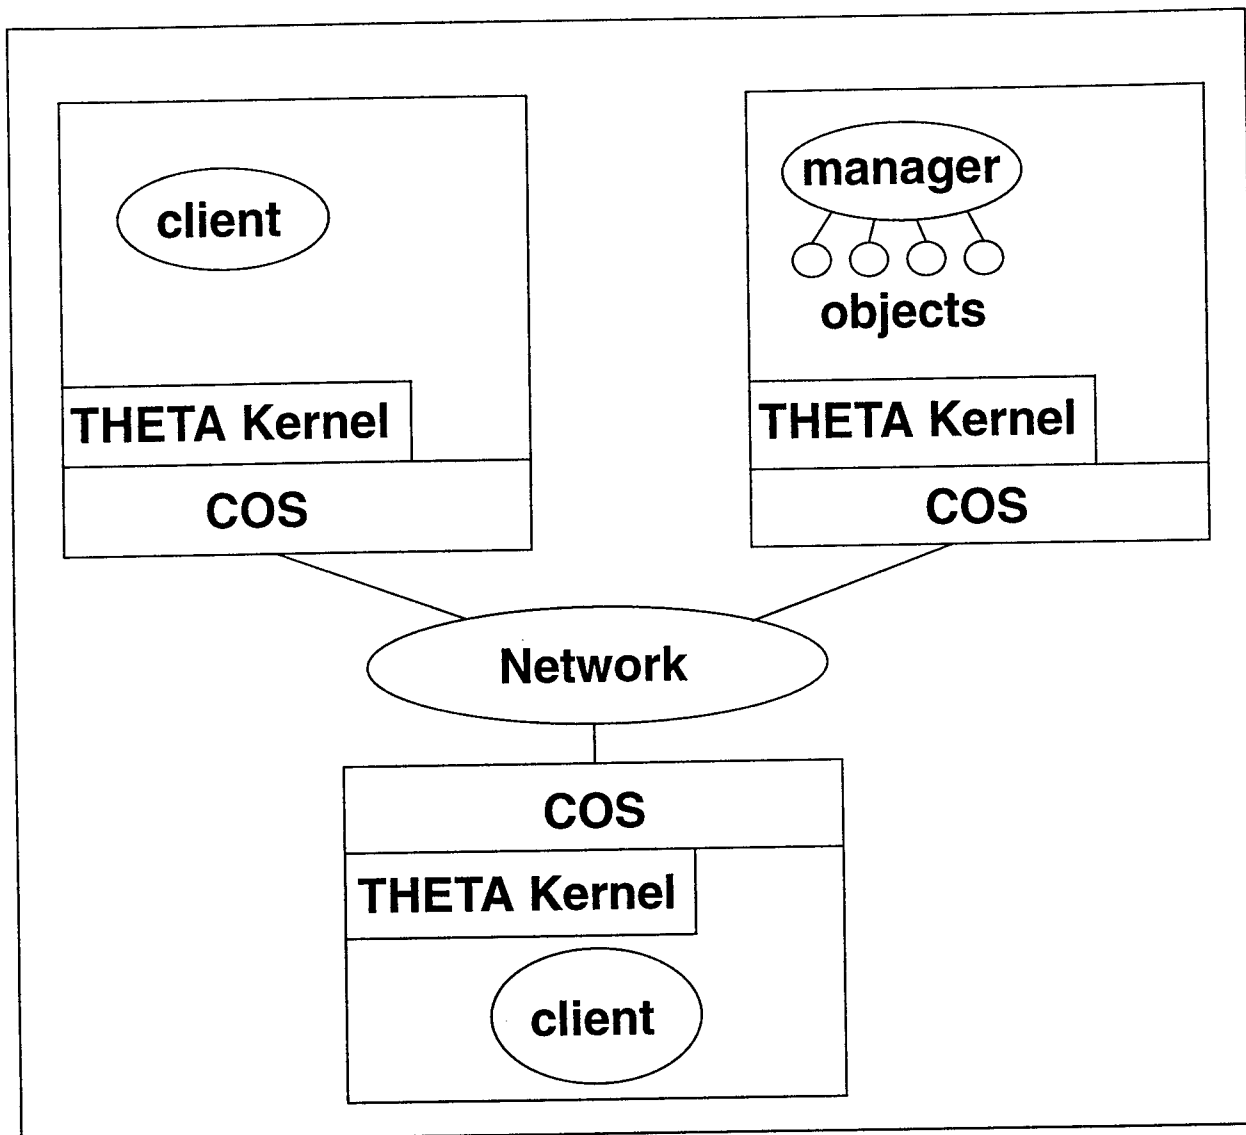 client
THETA Kernel
COS
manager
objects
THETA Kernel
COS
Network
COS
THETA Kernel
client